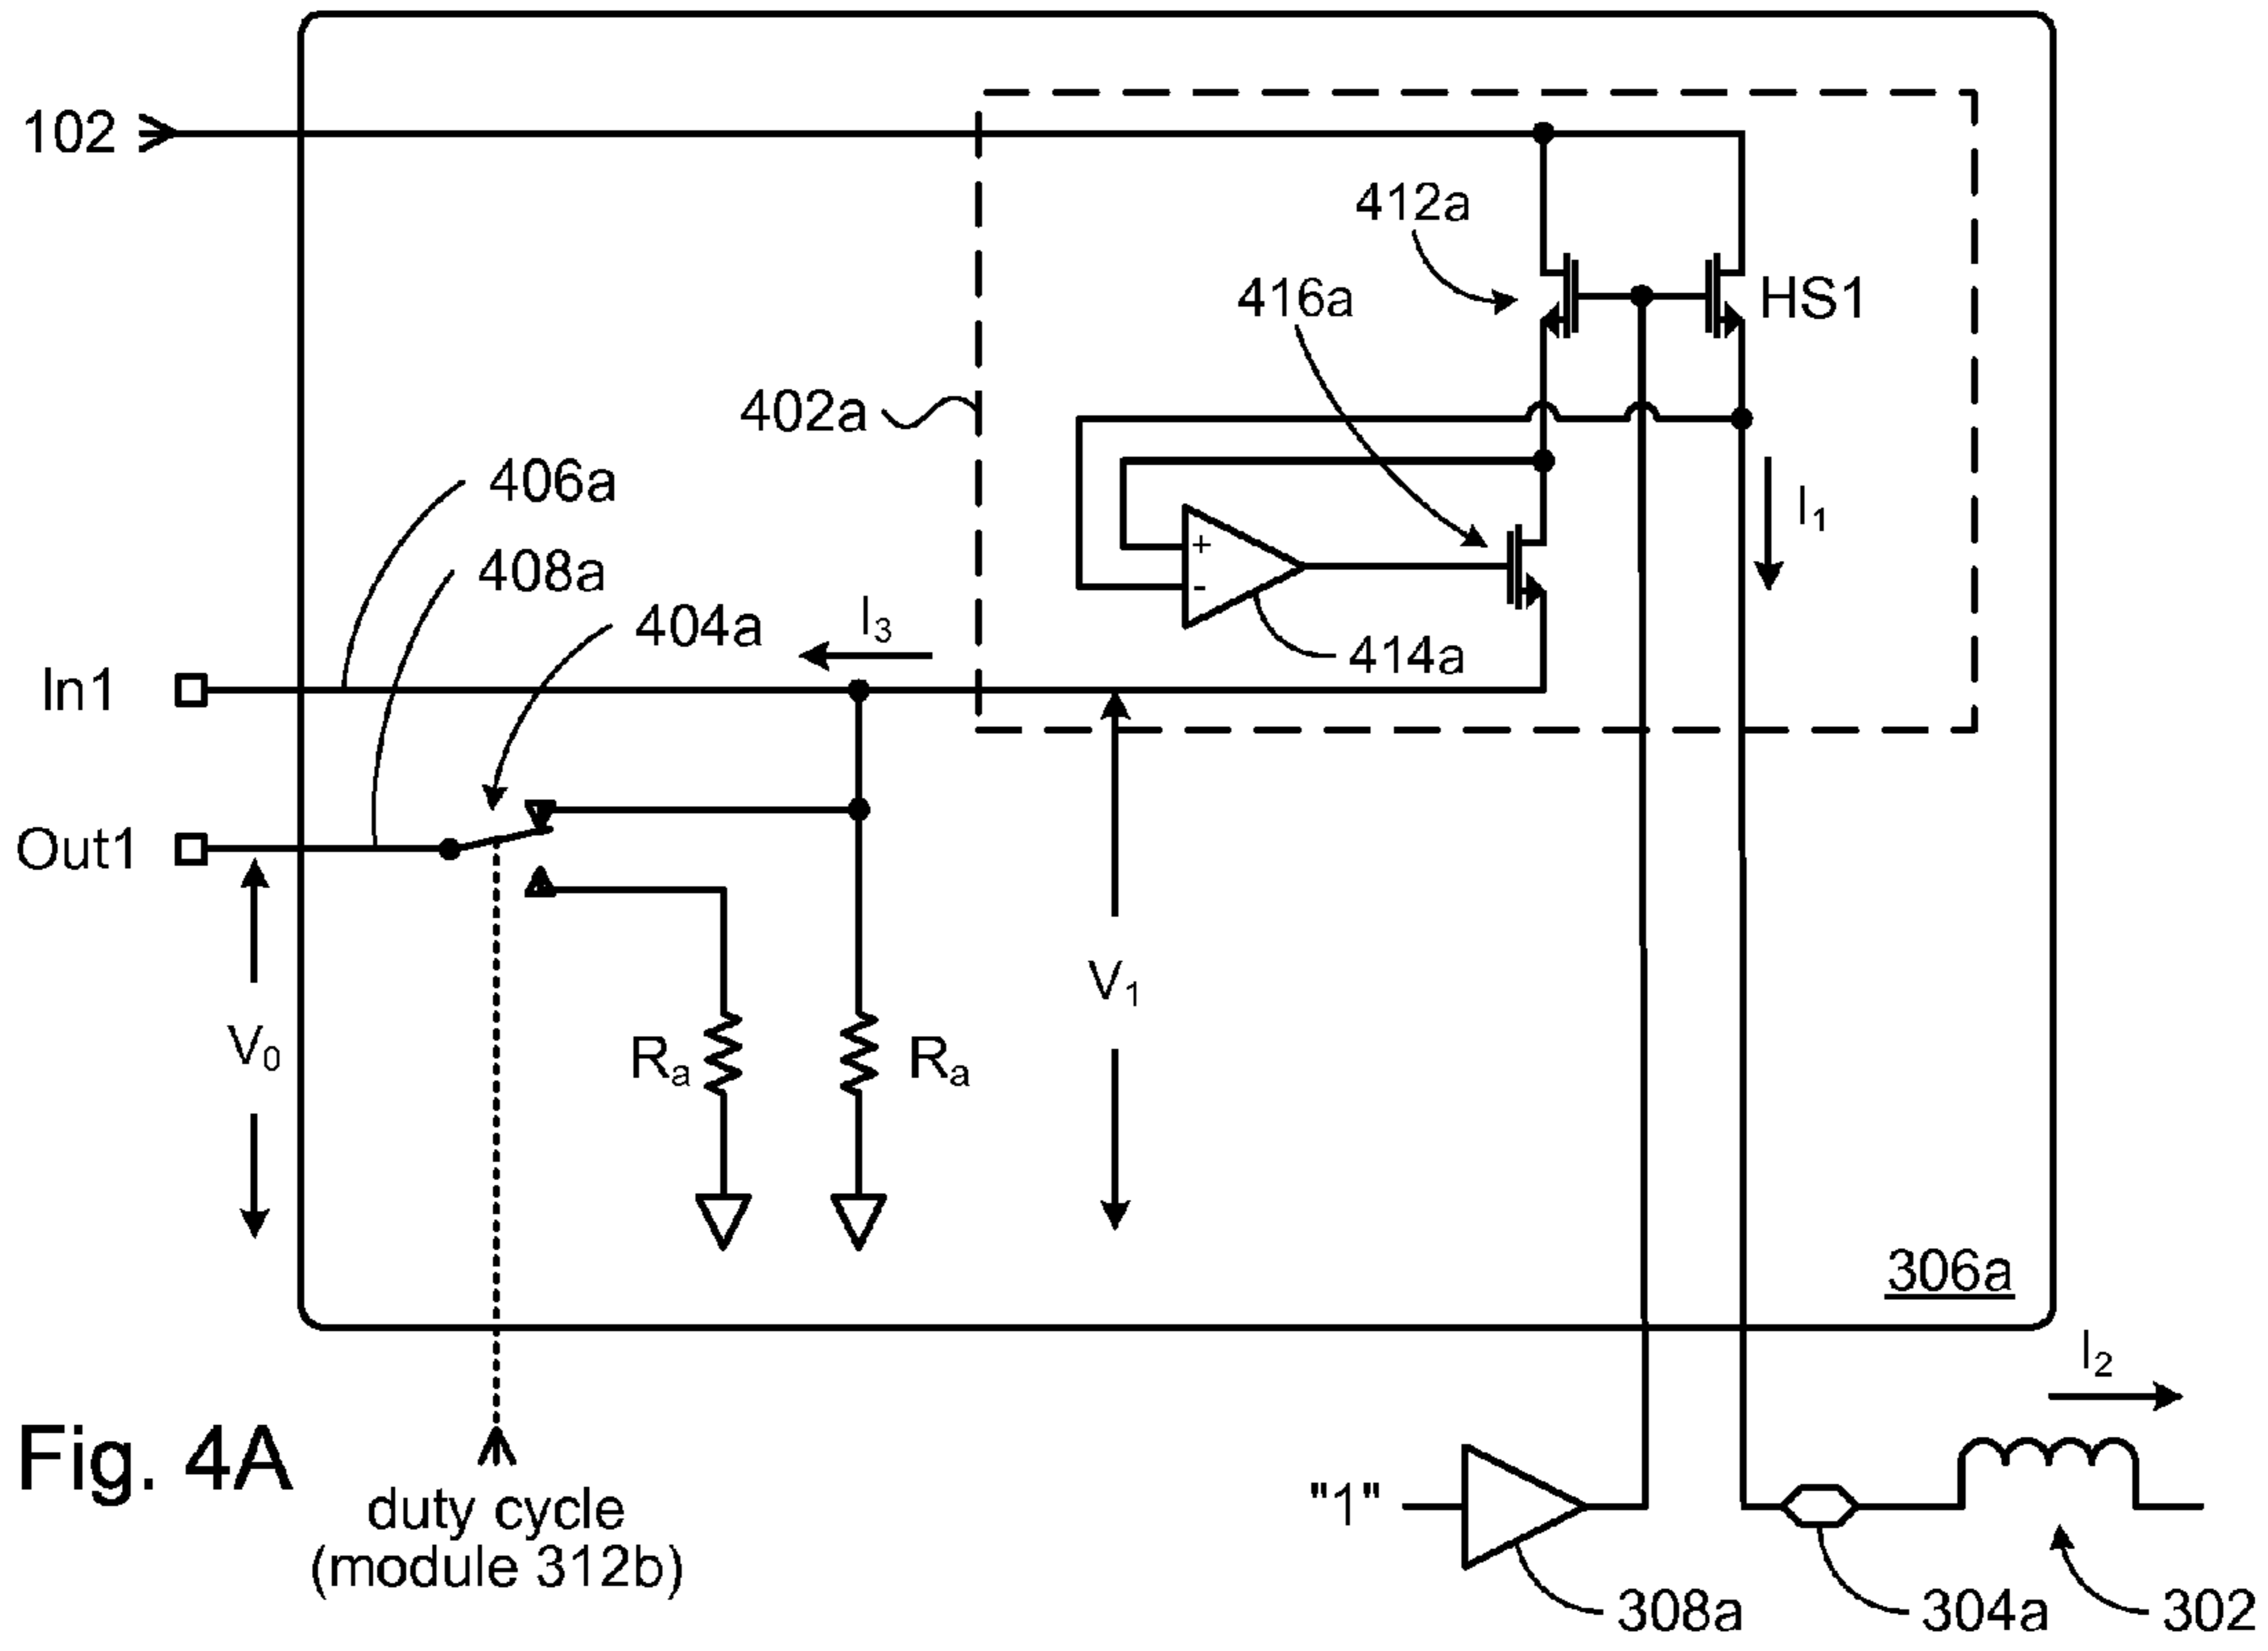 102
412a
416a
HS1
402a
406a
I1
408a
404a
I3
+
-
414a
In1
Out1
V1
V0
Ra
Ra
306a
I2
Fig. 4A
duty cycle
(module 312b)
"1"
308a
304a
302